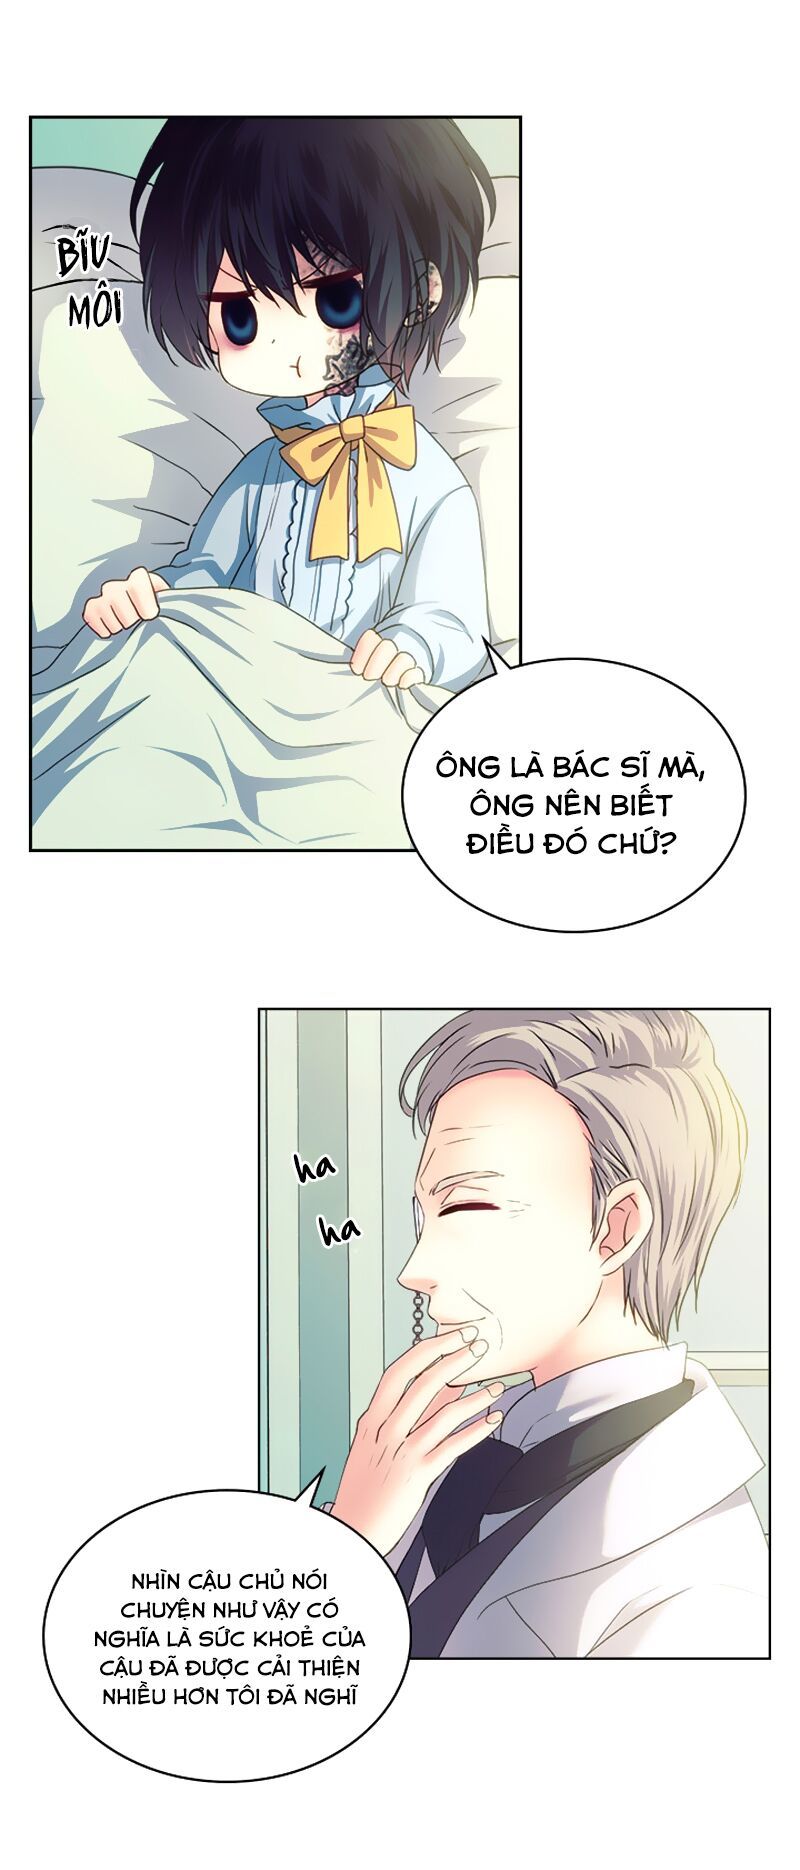 BĨU
MÔI
ÔNG LÀ BÁC SĨ MÀ,
ÔNG NÊN BIẾT
ĐIỀU ĐÓ CHỨ?
ha
ha
NHÌN CẬU CHỦ NÓI
CHUYỆN NHƯ VẬY CÓ
NGHĨA LÀ SỨC KHOẺ CỦA
CẬU ĐÃ ĐƯỢC CẢI THIỆN
NHIỀU HƠN TÔI ĐÃ NGHĨ